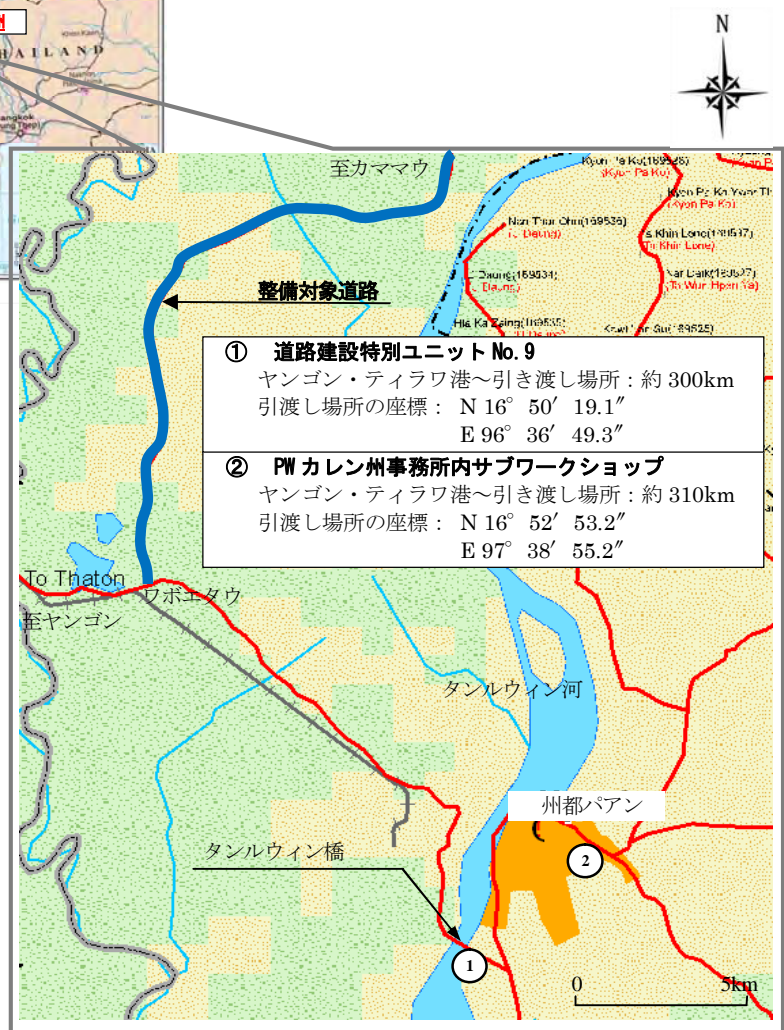 THAILAND
Khon Kaen
Bangkok
N
至カママウ
Nan Thar Ohn(169536)
整備対象道路
① 道路建設特別ユニット No. 9
ヤンゴン・ティラワ港～引き渡し場所：約 300km
引渡し場所の座標： N 16° 50′ 19.1″
E 96° 36′ 49.3″
② PW カレン州事務所内サブワークショップ
ヤンゴン・ティラワ港～引き渡し場所：約 310km
引渡し場所の座標： N 16° 52′ 53.2″
E 97° 38′ 55.2″
To Thaton
ワボエタウ
至ヤンゴン
タンルウィン河
州都パアン
タンルウィン橋
2
1
0 5km